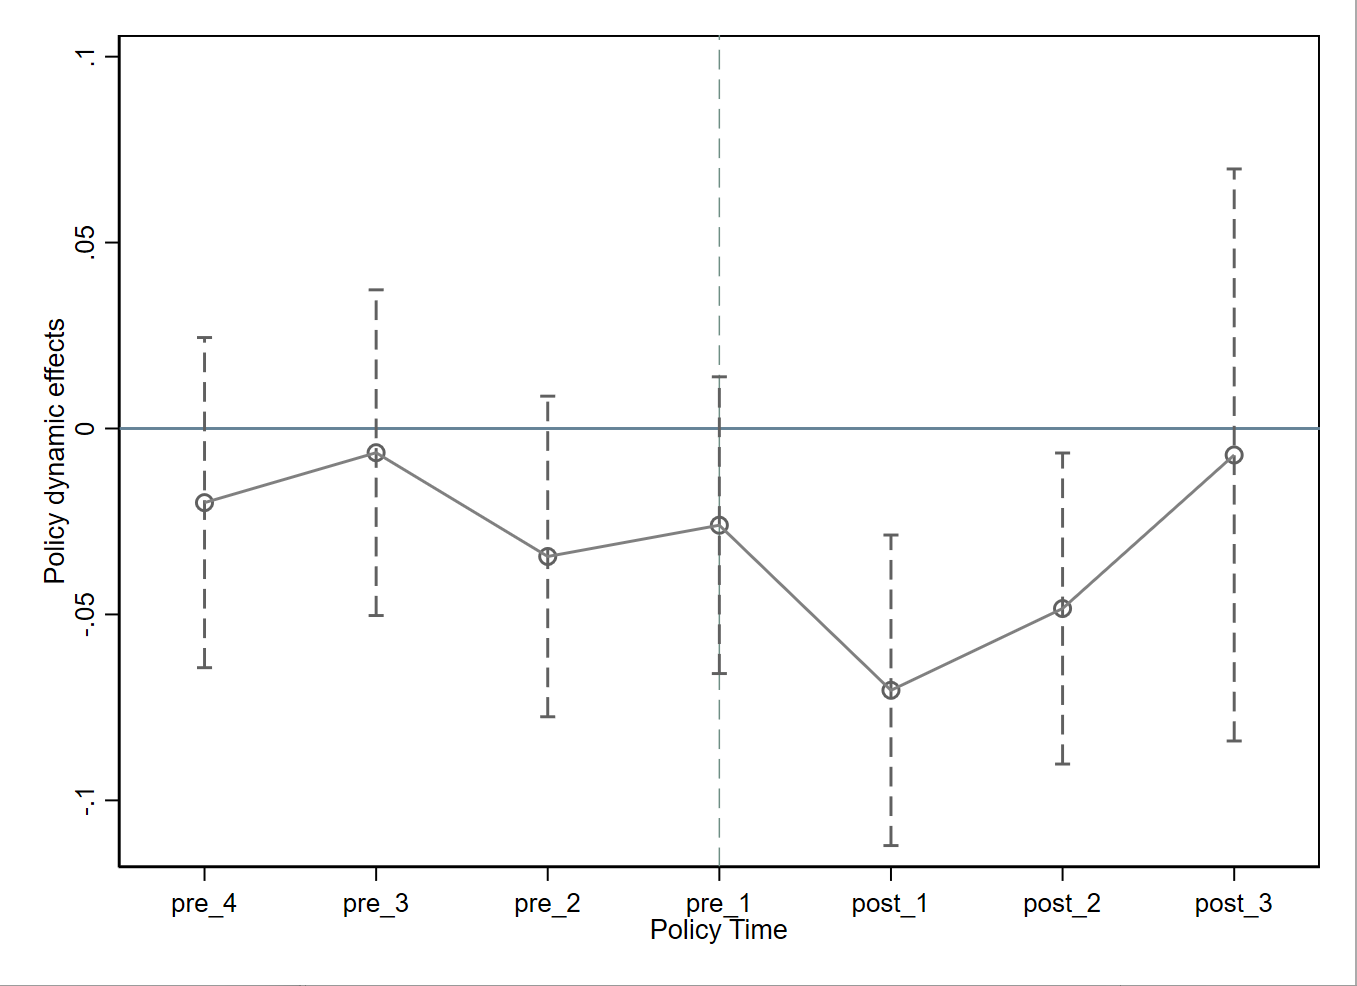 .1
.05
0
-.05
-.1
Policy dynamic effects
pre_4 pre_3 pre_2 pre_1 post_1 post_2 post_3
Policy Time